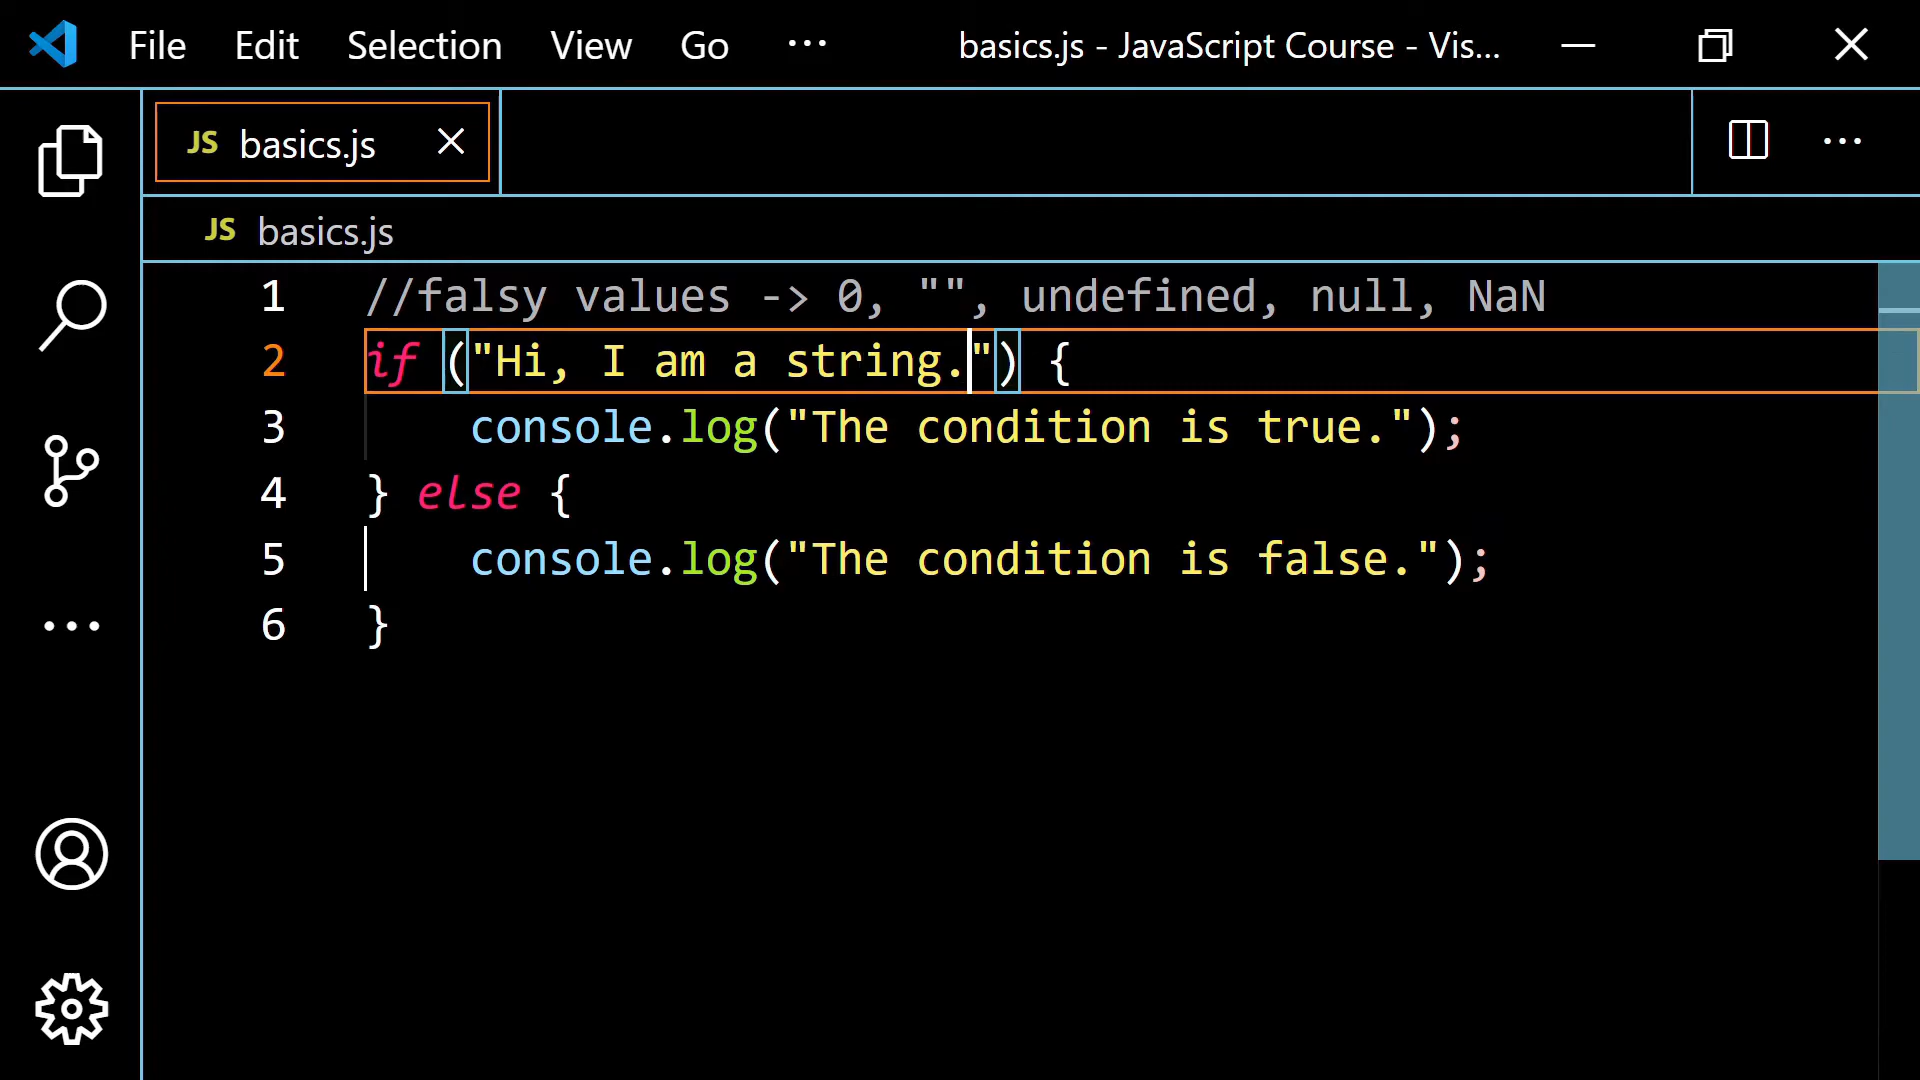 File Edit Selection View Go ··· basics.js - JavaScript Course - Vis...
JS basics.js
JS basics.js
1 //falsy values -> 0, "", undefined, null, NaN
2 if ("Hi, I am a string.") {
3 console.log("The condition is true.");
4 } else {
5 console.log("The condition is false.");
6 }